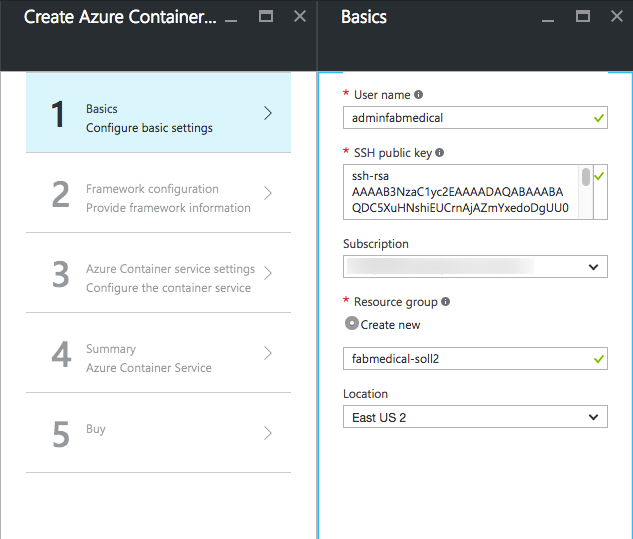 Create Azure Container...
Basics
1
Basics
Configure basic settings
2
Framework configuration
Provide framework information
3
Azure Container service settings
Configure the container service
4
Summary
Azure Container Service
5
Buy
* User name
adminfabmedical
* SSH public key
ssh-rsa
AAAAB3NzaC1yc2EAAAADAQABAAABA
QDC5XuHNshiEUCrnAjAZmYxedoDgUU0
Subscription
* Resource group
Create new
fabmedical-soll2
Location
East US 2